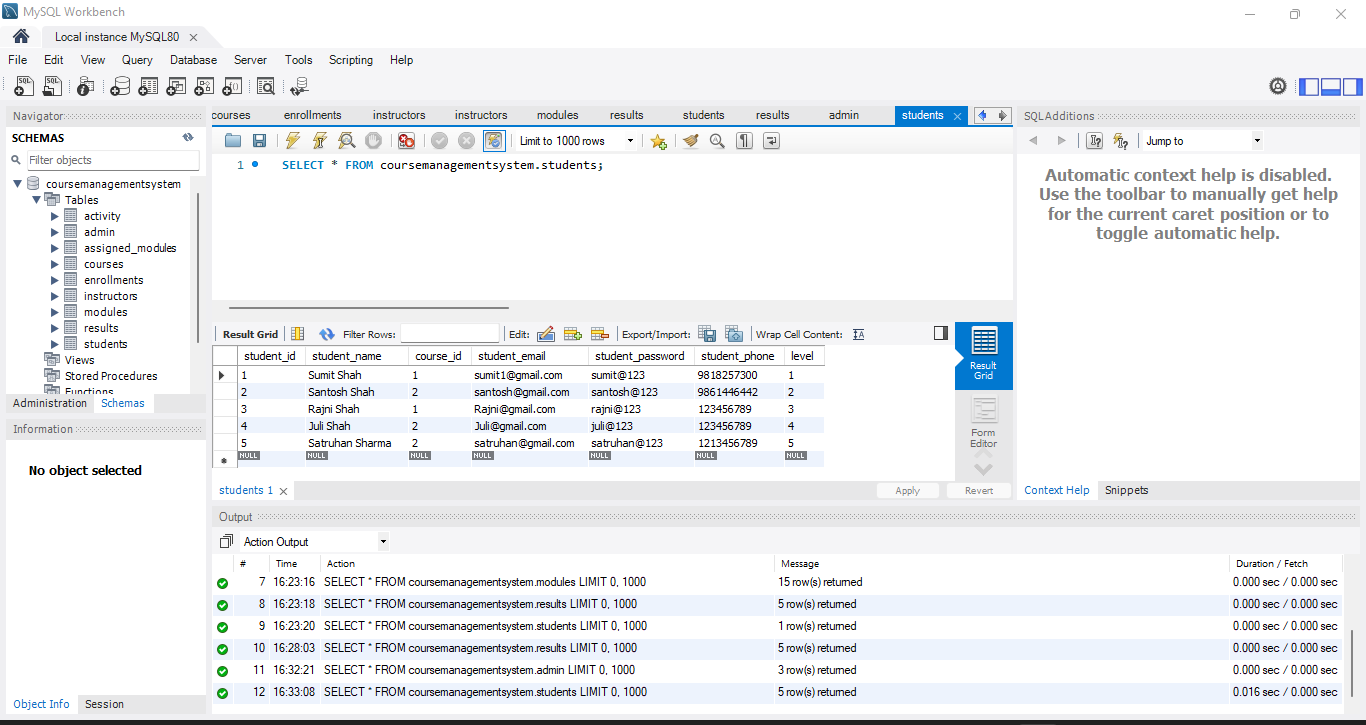 MySQL Workbench
Local instance MySQL80
File Edit View Query Database Server Tools Scripting Help
Navigator
SCHEMAS
Filter objects
coursemanagementsystem
Tables
activity
admin
assigned_modules
courses
enrollments
instructors
modules
results
students
Views
Stored Procedures
Functions
Administration Schemas
Information
No object selected
Object Info Session
courses enrollments instructors instructors modules results students results admin students
Limit to 1000 rows
1 SELECT * FROM coursemanagementsystem.students;
Result Grid Filter Rows: Edit: Export/Import: Wrap Cell Content:
student_id student_name course_id student_email student_password student_phone level
1 Sumit Shah 1 sumit1@gmail.com sumit@123 9818257300 1
2 Santosh Shah 2 santosh@gmail.com santosh@123 9861446442 2
3 Rajni Shah 1 Rajni@gmail.com rajni@123 123456789 3
4 Juli Shah 2 Juli@gmail.com juli@123 123456789 4
5 Satruhan Sharma 2 satruhan@gmail.com satruhan@123 1213456789 5
NULL NULL NULL NULL NULL NULL NULL
Result
Grid
Form
Editor
students 1
Apply Revert
SQLAdditions
Jump to
Automatic context help is disabled.
Use the toolbar to manually get help
for the current caret position or to
toggle automatic help.
Context Help Snippets
Output
Action Output
# Time Action Message Duration / Fetch
7 16:23:16 SELECT * FROM coursemanagementsystem.modules LIMIT 0, 1000 15 row(s) returned 0.000 sec / 0.000 sec
8 16:23:18 SELECT * FROM coursemanagementsystem.results LIMIT 0, 1000 5 row(s) returned 0.000 sec / 0.000 sec
9 16:23:20 SELECT * FROM coursemanagementsystem.students LIMIT 0, 1000 1 row(s) returned 0.000 sec / 0.000 sec
10 16:28:03 SELECT * FROM coursemanagementsystem.results LIMIT 0, 1000 5 row(s) returned 0.000 sec / 0.000 sec
11 16:32:21 SELECT * FROM coursemanagementsystem.admin LIMIT 0, 1000 3 row(s) returned 0.000 sec / 0.000 sec
12 16:33:08 SELECT * FROM coursemanagementsystem.students LIMIT 0, 1000 5 row(s) returned 0.016 sec / 0.000 sec